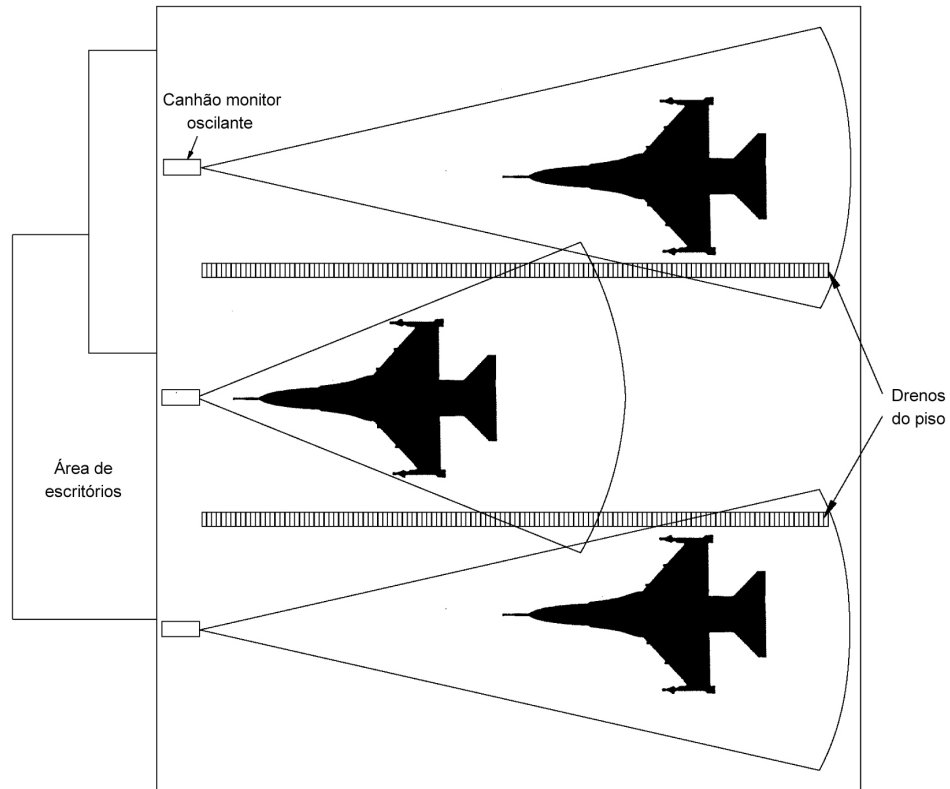 Canhão monitor
oscilante
Drenos
do piso
Área de
escritórios